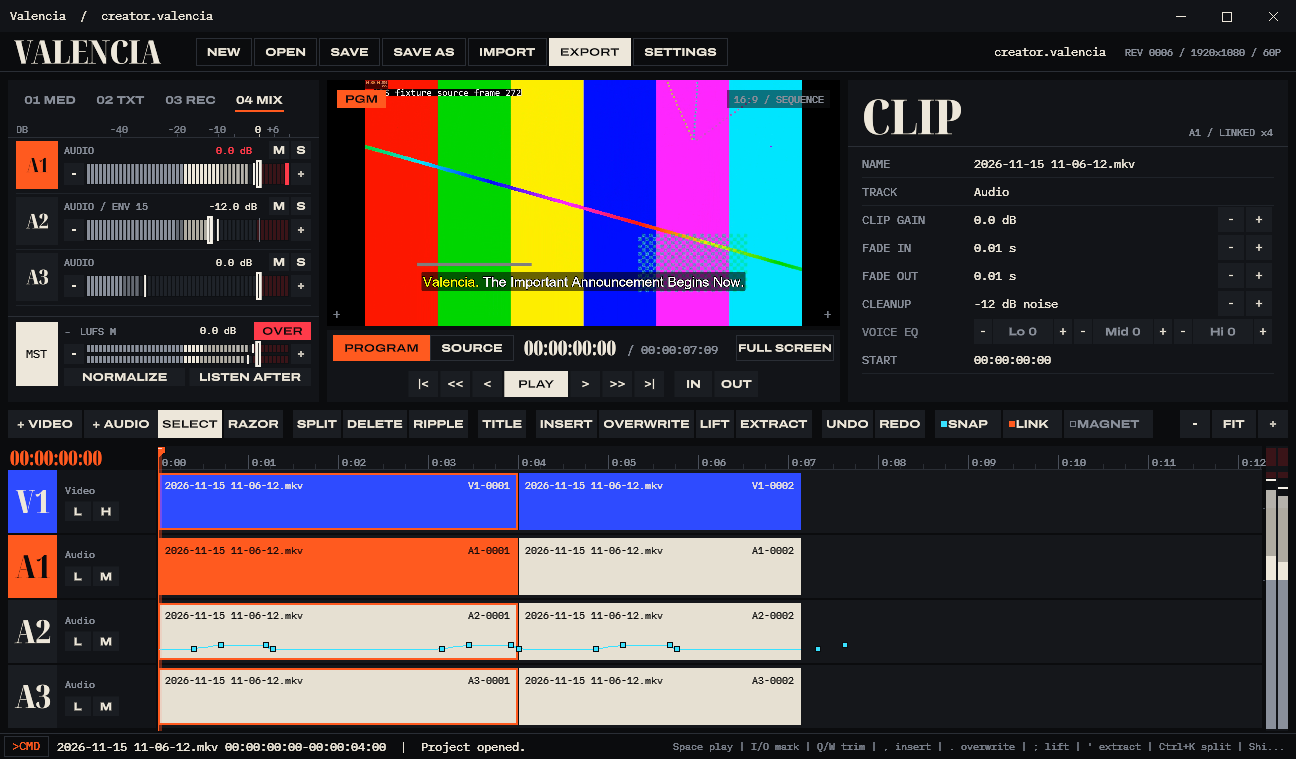 Valencia / creator.valencia
VALENCIA NEW OPEN SAVE SAVE AS IMPORT EXPORT SETTINGS creator.valencia REV 0006 / 1920x1080 / 60P
01 MED 02 TXT 03 REC 04 MIX
DB -40 -20 -10 0 +6
A1 AUDIO 0.0 dB M S
- +
A2 AUDIO / ENV 15 -12.0 dB M S
- +
A3 AUDIO 0.0 dB M S
- +
MST - LUFS M 0.0 dB OVER
- +
NORMALIZE LISTEN AFTER
PGM
S fixture source frame 272
16:9 / SEQUENCE
Valencia. The Important Announcement Begins Now.
+ +
PROGRAM SOURCE 00:00:00:00 / 00:00:07:09 FULL SCREEN
|< << < PLAY > >> >| IN OUT
CLIP A1 / LINKED x4
NAME 2026-11-15 11-06-12.mkv
TRACK Audio
CLIP GAIN 0.0 dB - +
FADE IN 0.01 s - +
FADE OUT 0.01 s - +
CLEANUP -12 dB noise - +
VOICE EQ - Lo 0 + - Mid 0 + - Hi 0 +
START 00:00:00:00
+ VIDEO + AUDIO SELECT RAZOR SPLIT DELETE RIPPLE TITLE INSERT OVERWRITE LIFT EXTRACT UNDO REDO SNAP LINK MAGNET - FIT +
00:00:00:00 0:00 0:01 0:02 0:03 0:04 0:05 0:06 0:07 0:08 0:09 0:10 0:11 0:12
V1 Video 2026-11-15 11-06-12.mkv V1-0001 2026-11-15 11-06-12.mkv V1-0002
L H
A1 Audio 2026-11-15 11-06-12.mkv A1-0001 2026-11-15 11-06-12.mkv A1-0002
L M
A2 Audio 2026-11-15 11-06-12.mkv A2-0001 2026-11-15 11-06-12.mkv A2-0002
L M
A3 Audio 2026-11-15 11-06-12.mkv A3-0001 2026-11-15 11-06-12.mkv A3-0002
L M
>CMD 2026-11-15 11-06-12.mkv 00:00:00:00-00:00:04:00 | Project opened. Space play | I/O mark | Q/W trim | , insert | . overwrite | ; lift | ' extract | Ctrl+K split | Shi...